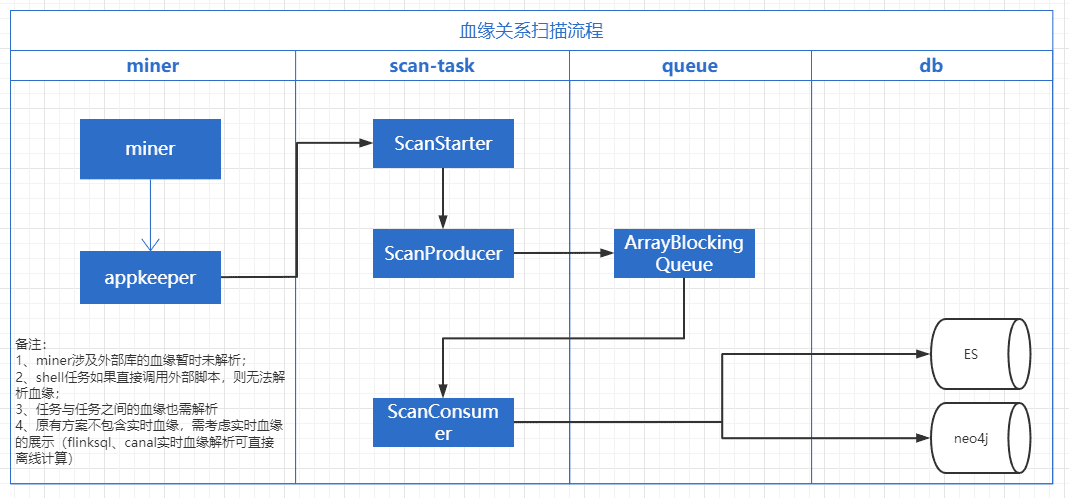 血缘关系扫描流程
miner
scan-task
queue
db
miner
ScanStarter
appkeeper
ScanProducer
ArrayBlocking
Queue
备注：
1、miner涉及外部库的血缘暂时未解析；
2、shell任务如果直接调用外部脚本，则无法解
析血缘；
3、任务与任务之间的血缘也需解析
4、原有方案不包含实时血缘，需考虑实时血缘
的展示（flinksql、canal实时血缘解析可直接
离线计算）
ScanConsum
er
ES
neo4j